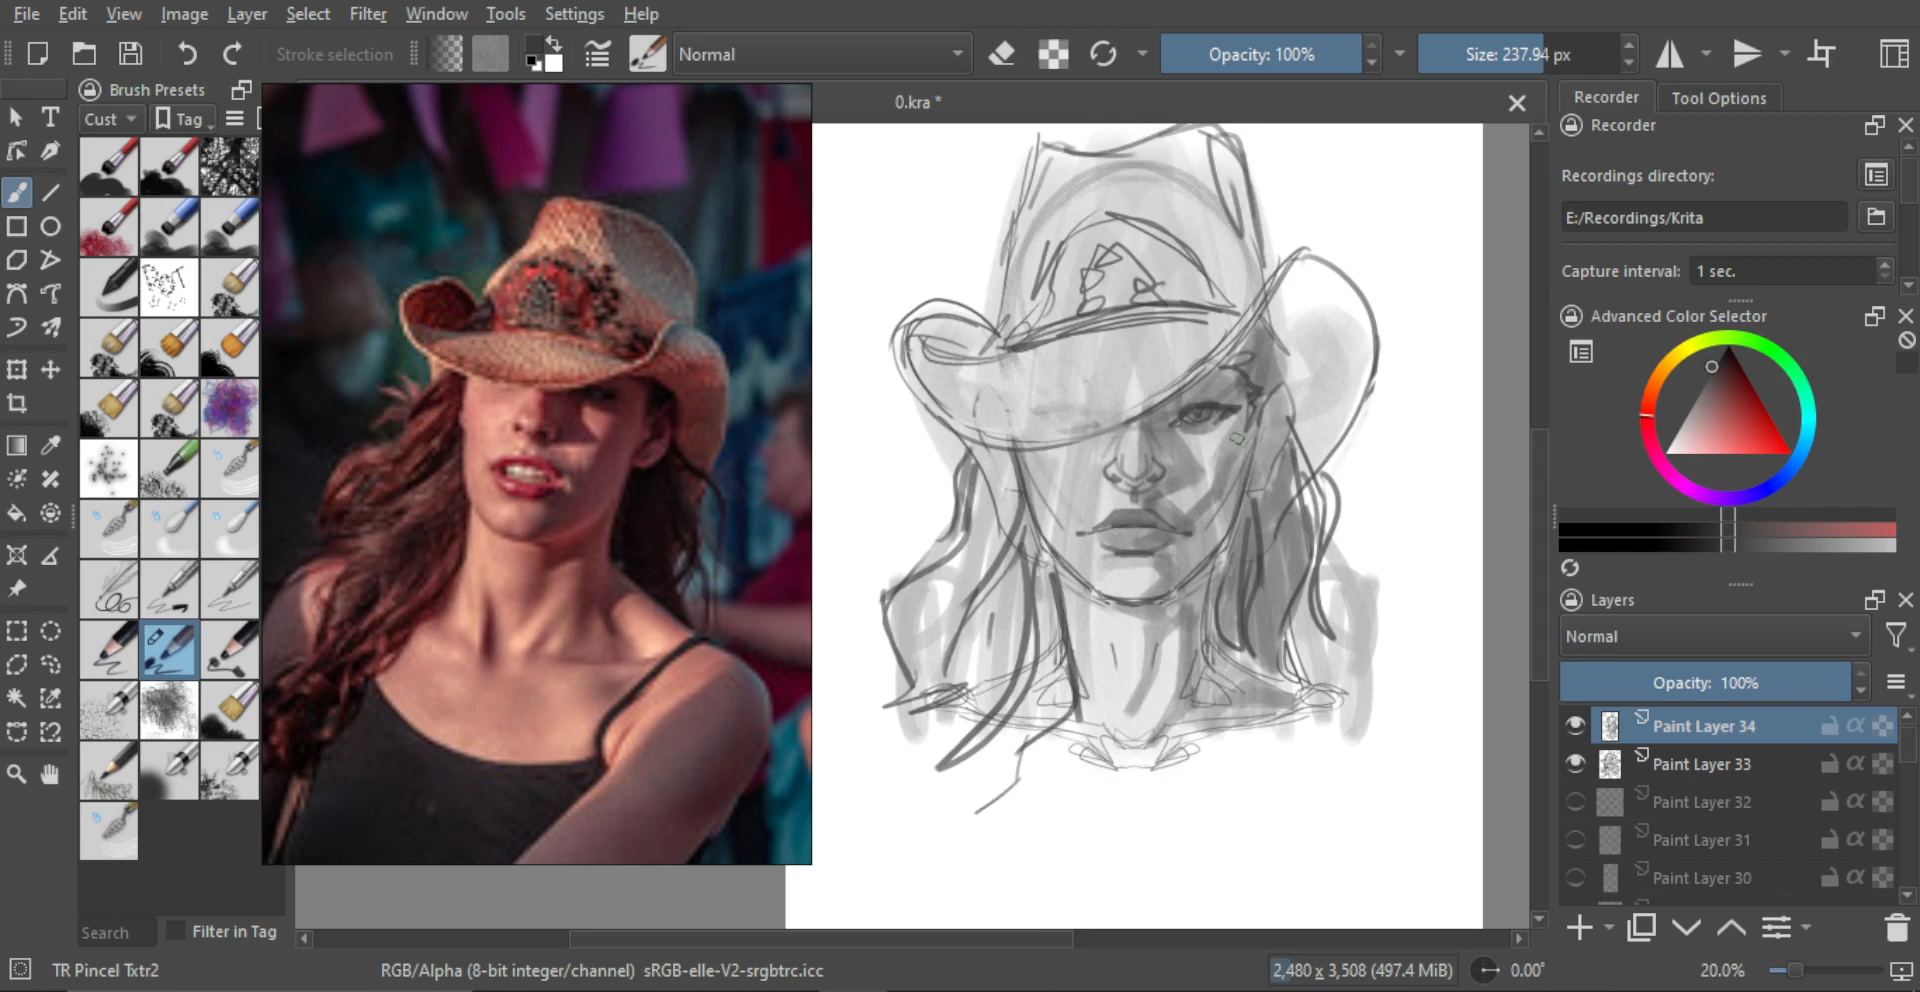 File Edit View Image Layer Select Filter Window Tools Settings Help
Stroke selection Normal Opacity: 100% Size: 237.94 px
Brush Presets
Cust Tag
0.kra *
Recorder Tool Options
Recorder
Recordings directory:
E:/Recordings/Krita
Capture interval: 1 sec.
Advanced Color Selector
Layers
Normal
Opacity: 100%
Paint Layer 34
Paint Layer 33
Paint Layer 32
Paint Layer 31
Paint Layer 30
Search Filter in Tag
TR Pincel Txtr2 RGB/Alpha (8-bit integer/channel) sRGB-elle-V2-srgbtrc.icc 2,480 x 3,508 (497.4 MiB) 0.00° 20.0%